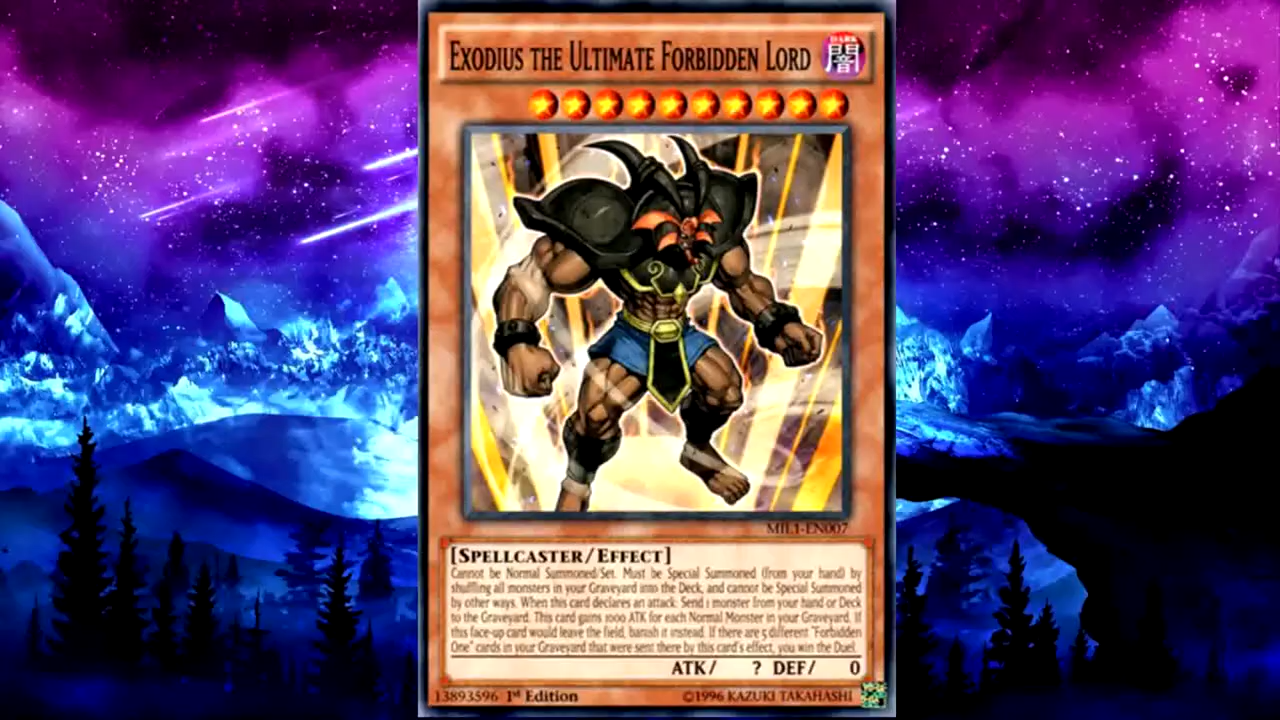 EXODIUS THE ULTIMATE FORBIDDEN LORD
DARK
闇
MIL1-EN007
[SPELLCASTER/EFFECT]
Cannot be Normal Summoned/Set. Must be Special Summoned (from your hand) by
shuffling all monsters in your Graveyard into the Deck, and cannot be Special Summoned
by other ways. When this card declares an attack: Send 1 monster from your hand or Deck
to the Graveyard. This card gains 1000 ATK for each Normal Monster in your Graveyard. If
this face-up card would leave the field, banish it instead. If there are 5 different "Forbidden
One" cards in your Graveyard that were sent there by this card's effect, you win the Duel.
ATK/ ? DEF/ 0
13893596 1st Edition ©1996 KAZUKI TAKAHASHI